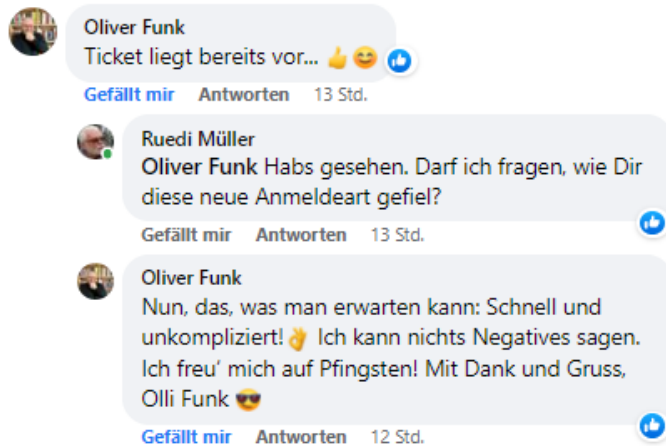 Oliver Funk
Ticket liegt bereits vor... 👍😊
Gefällt mir Antworten 13 Std.
Ruedi Müller
Oliver Funk Habs gesehen. Darf ich fragen, wie Dir
diese neue Anmeldeart gefiel?
Gefällt mir Antworten 13 Std.
Oliver Funk
Nun, das, was man erwarten kann: Schnell und
unkompliziert!👌 Ich kann nichts Negatives sagen.
Ich freu’ mich auf Pfingsten! Mit Dank und Gruss,
Olli Funk 😎
Gefällt mir Antworten 12 Std.